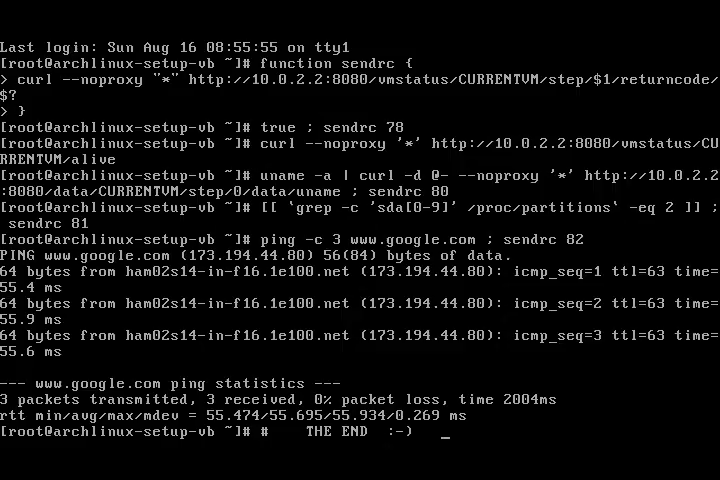 Last login: Sun Aug 16 08:55:55 on tty1
[root@archlinux-setup-vb ~]# function sendrc {
> curl --noproxy "*" http://10.0.2.2:8080/vmstatus/CURRENTVM/step/$1/returncode/
$?
> }
[root@archlinux-setup-vb ~]# true ; sendrc 78
[root@archlinux-setup-vb ~]# curl --noproxy '*' http://10.0.2.2:8080/vmstatus/CU
RRENTVM/alive
[root@archlinux-setup-vb ~]# uname -a | curl -d @- --noproxy '*' http://10.0.2.2
:8080/data/CURRENTVM/step/0/data/uname ; sendrc 80
[root@archlinux-setup-vb ~]# [[ `grep -c 'sda[0-9]' /proc/partitions` -eq 2 ]] ;
 sendrc 81
[root@archlinux-setup-vb ~]# ping -c 3 www.google.com ; sendrc 82
PING www.google.com (173.194.44.80) 56(84) bytes of data.
64 bytes from ham02s14-in-f16.1e100.net (173.194.44.80): icmp_seq=1 ttl=63 time=
55.4 ms
64 bytes from ham02s14-in-f16.1e100.net (173.194.44.80): icmp_seq=2 ttl=63 time=
55.9 ms
64 bytes from ham02s14-in-f16.1e100.net (173.194.44.80): icmp_seq=3 ttl=63 time=
55.6 ms
--- www.google.com ping statistics ---
3 packets transmitted, 3 received, 0% packet loss, time 2004ms
rtt min/avg/max/mdev = 55.474/55.695/55.934/0.269 ms
[root@archlinux-setup-vb ~]# #    THE END  :-)   _